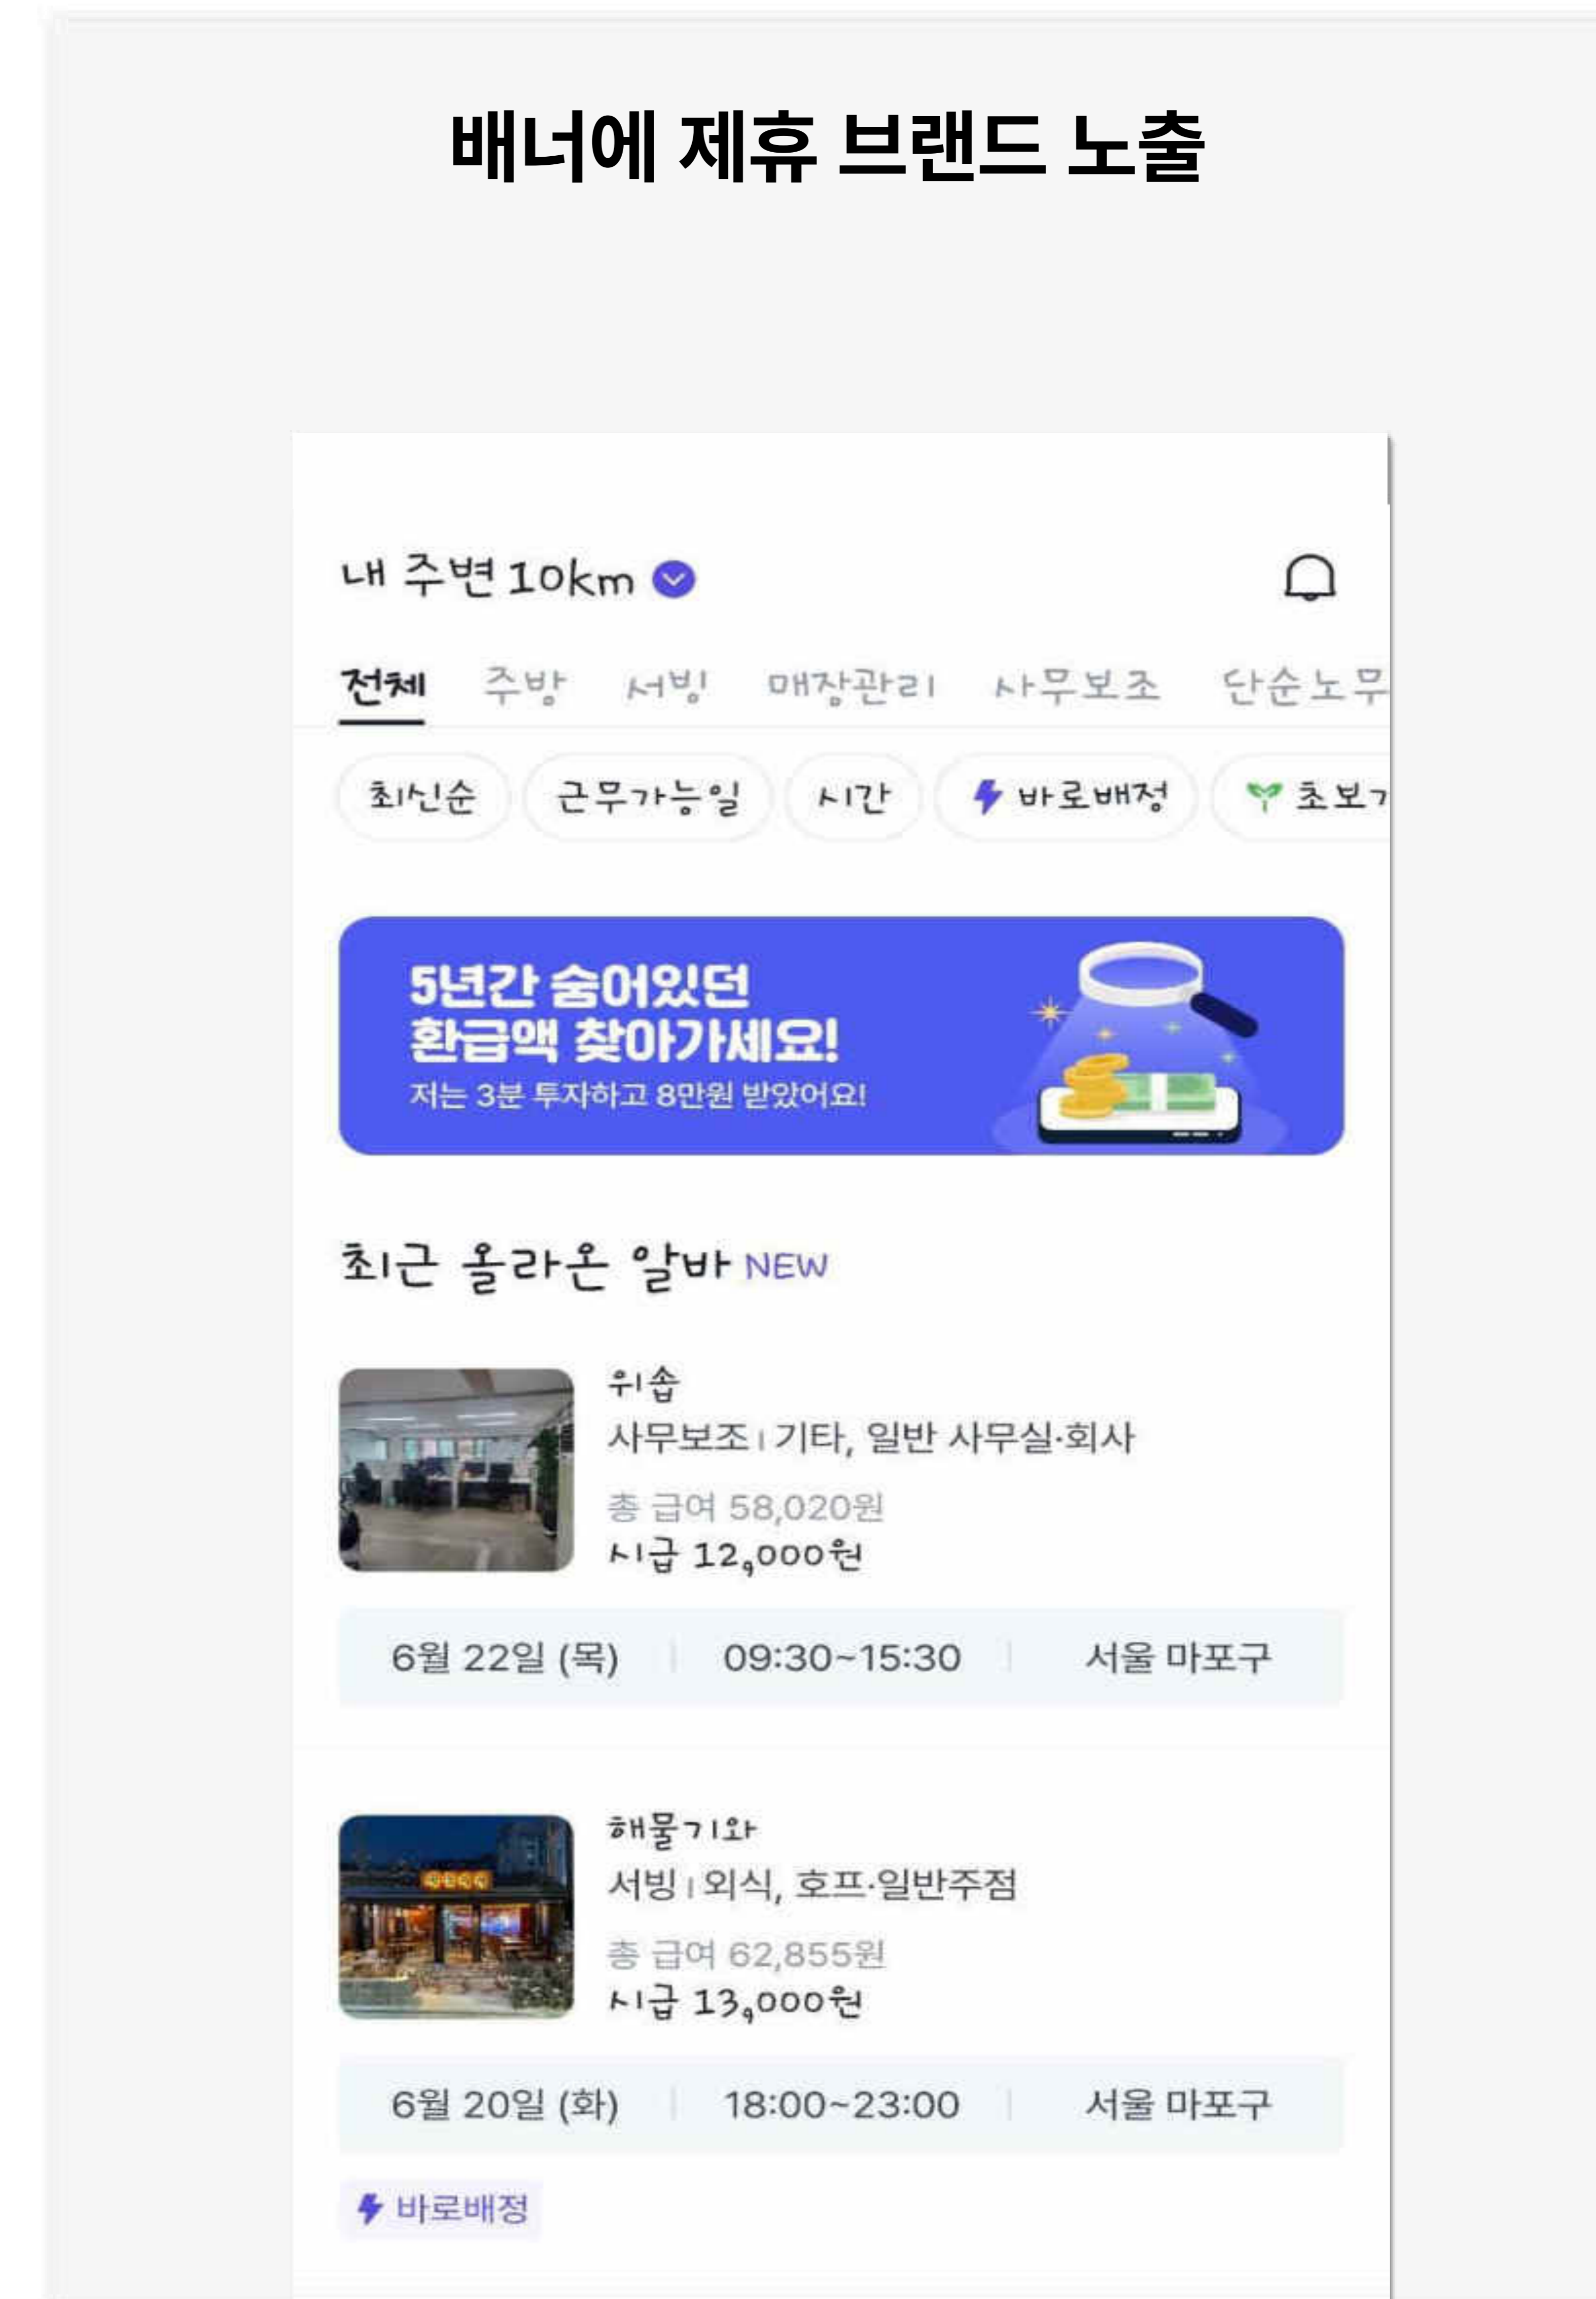 배너에 제휴 브랜드 노출
내 주변 10km
전체 주방 서빙 매장관리 사무보조 단순노무
최신순 근무가능일 시간 바로배정 초보
5년간 숨어있던
환급액 찾아가세요!
저는 3분 투자하고 8만원 받았어요!
최근 올라온 알바 NEW
위솝
사무보조 | 기타, 일반 사무실·회사
총 급여 58,020원
시급 12,000원
6월 22일 (목) | 09:30~15:30 | 서울 마포구
해물기와
서빙 | 외식, 호프·일반주점
총 급여 62,855원
시급 13,000원
6월 20일 (화) | 18:00~23:00 | 서울 마포구
바로배정